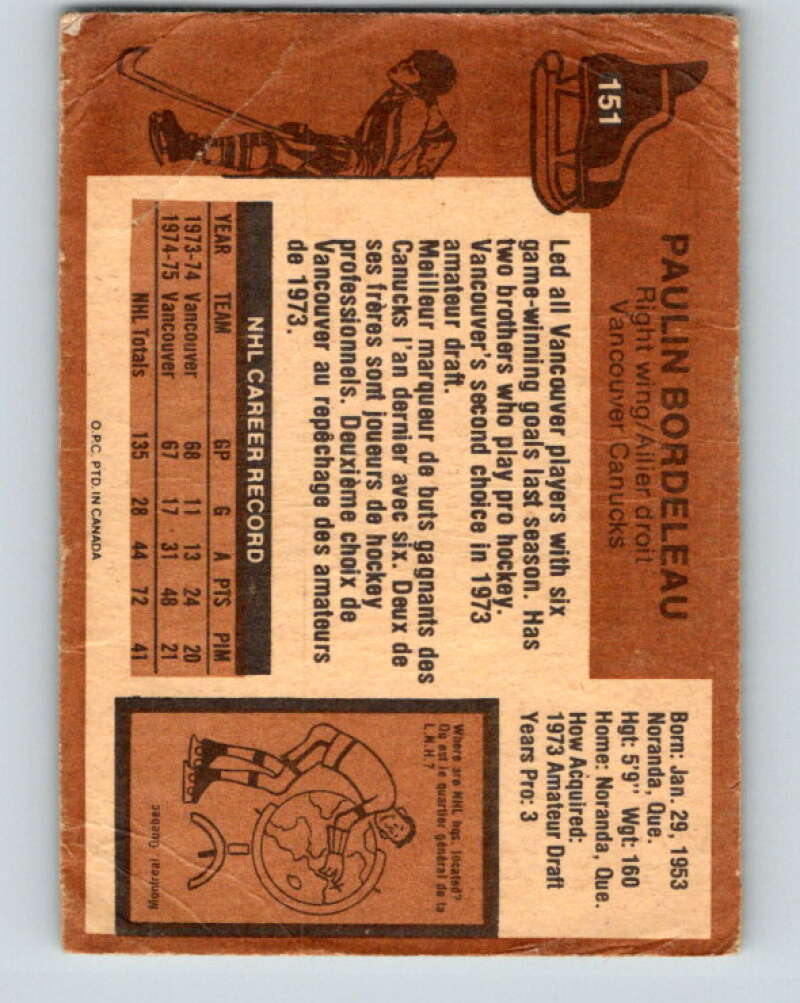 151
PAULIN BORDELEAU
Right wing/Ailier droit
Vancouver Canucks
Born: Jan. 29, 1953
Noranda, Que.
Hgt: 5'9" Wgt: 160
Home: Noranda, Que.
How Acquired:
1973 Amateur Draft
Years Pro: 3
Led all Vancouver players with six
game-winning goals last season. Has
two brothers who play pro hockey.
Vancouver's second choice in 1973
amateur draft.
Meilleur marqueur de buts gagnants des
Canucks l'an dernier avec six. Deux de
ses frères sont joueurs de hockey
professionnels. Deuxième choix de
Vancouver au repêchage des amateurs
de 1973.
NHL CAREER RECORD
YEAR TEAM GP G A PTS PIM
1973-74 Vancouver 68 11 13 24 20
1974-75 Vancouver 67 17 31 48 21
NHL Totals 135 28 44 72 41
Where are NHL hqs. located?
Où est le quartier général de la
L.N.H.?
Montreal Quebec
O.P.C. PTD. IN CANADA